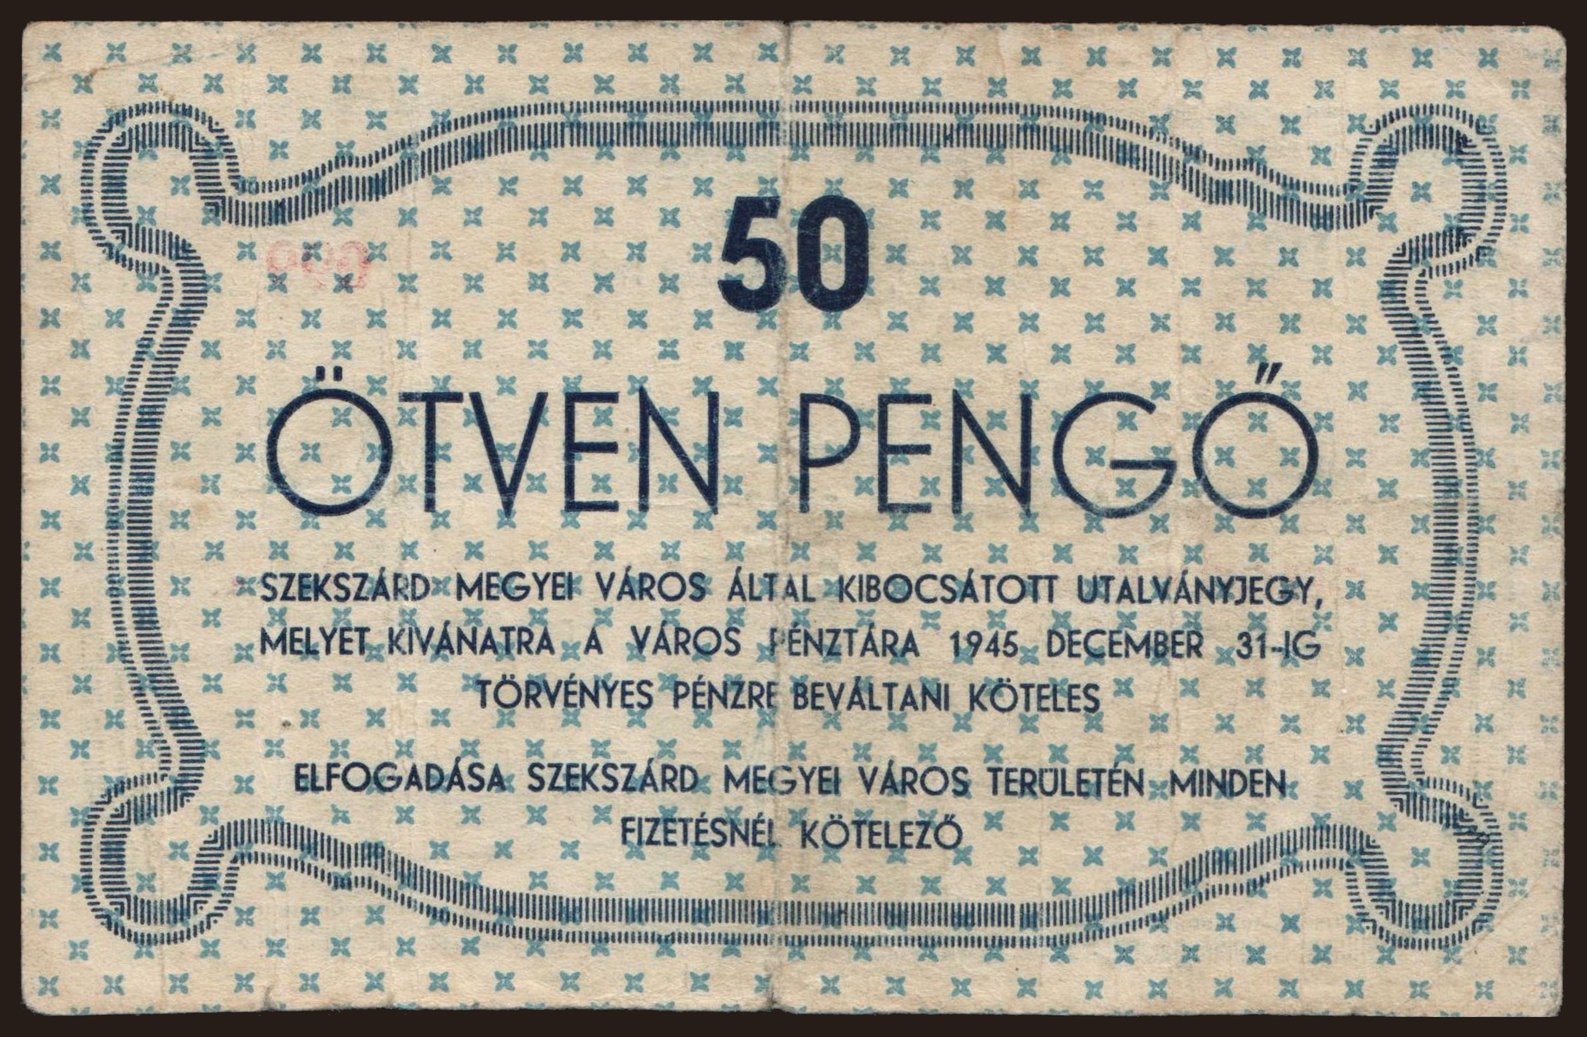 50
ÖTVEN PENGŐ
SZEKSZÁRD MEGYEI VÁROS ÁLTAL KIBOCSÁTOTT UTALVÁNYJEGY,
MELYET KIVÁNATRA A VÁROS PÉNZTÁRA 1945 DECEMBER 31-IG
TÖRVÉNYES PÉNZRE BEVÁLTANI KÖTELES
ELFOGADÁSA SZEKSZÁRD MEGYEI VÁROS TERÜLETÉN MINDEN
FIZETÉSNÉL KÖTELEZŐ